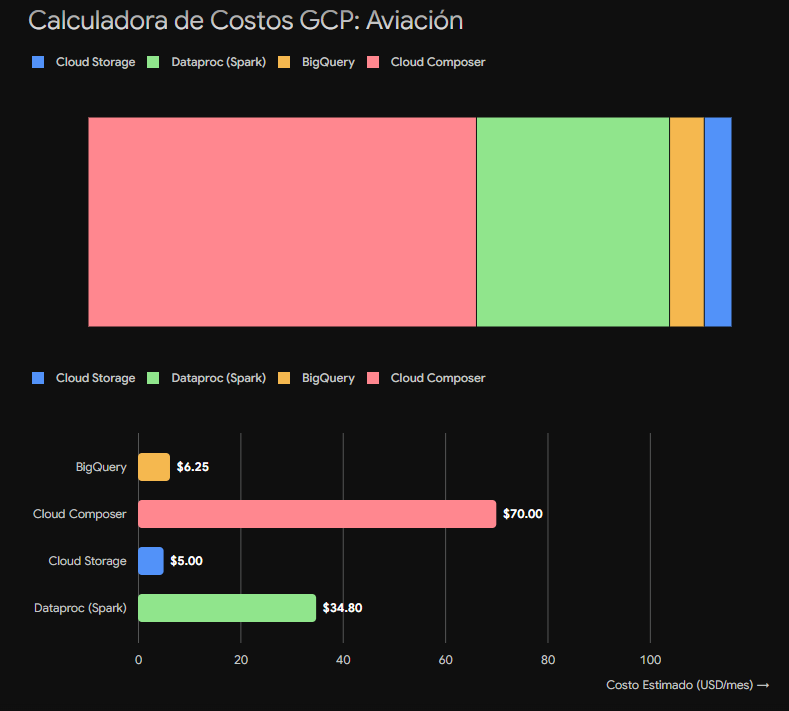 Calculadora de Costos GCP: Aviación
Cloud Storage Dataproc (Spark) BigQuery Cloud Composer
Cloud Storage Dataproc (Spark) BigQuery Cloud Composer
BigQuery $6.25
Cloud Composer $70.00
Cloud Storage $5.00
Dataproc (Spark) $34.80
0 20 40 60 80 100
Costo Estimado (USD/mes) →